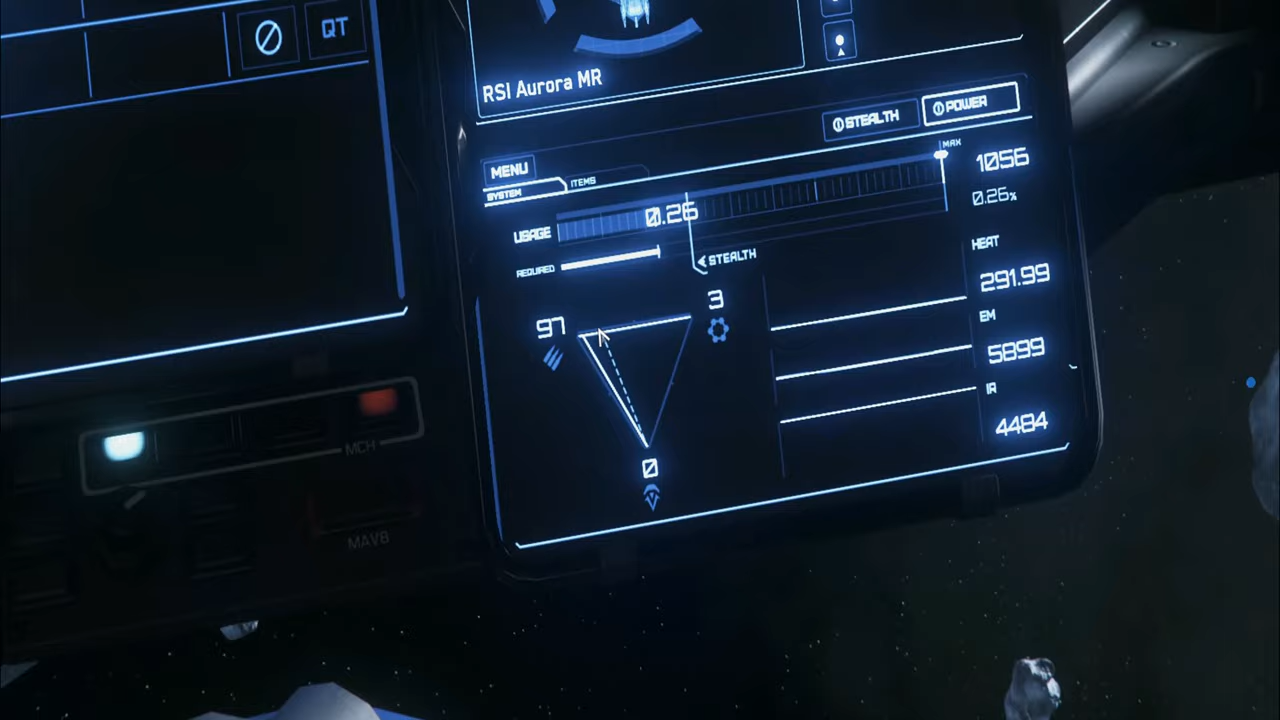 QT
RSI Aurora MR
STEALTH
POWER
MENU
SYSTEM
ITEMS
MAX
1056
0.26%
USAGE
0.26
REQUIRED
STEALTH
HEAT
291.99
EM
5899
IR
4484
97
3
0
MCH
MAV8